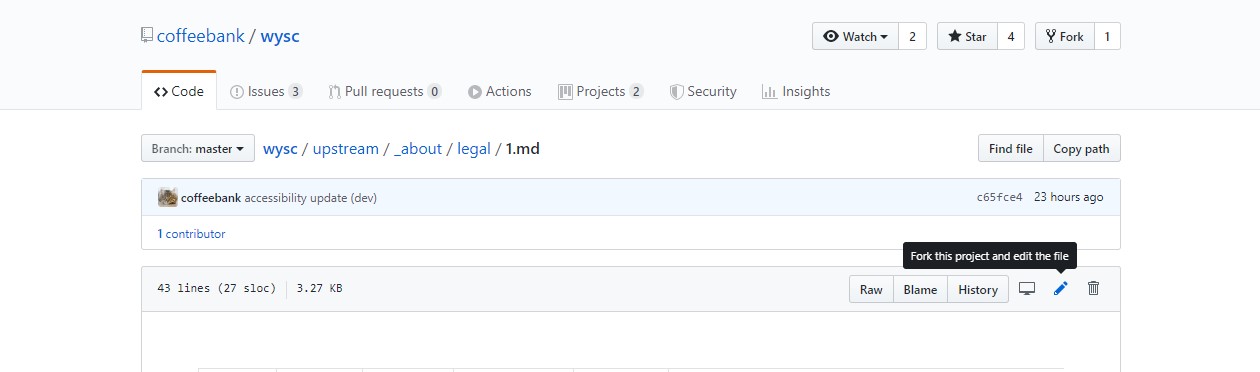 coffeebank / wysc
Watch 2 Star 4 Fork 1
Code Issues 3 Pull requests 0 Actions Projects 2 Security Insights
Branch: master wysc / upstream / _about / legal / 1.md Find file Copy path
coffeebank accessibility update (dev) c65fce4 23 hours ago
1 contributor
Fork this project and edit the file
43 lines (27 sloc) 3.27 KB Raw Blame History